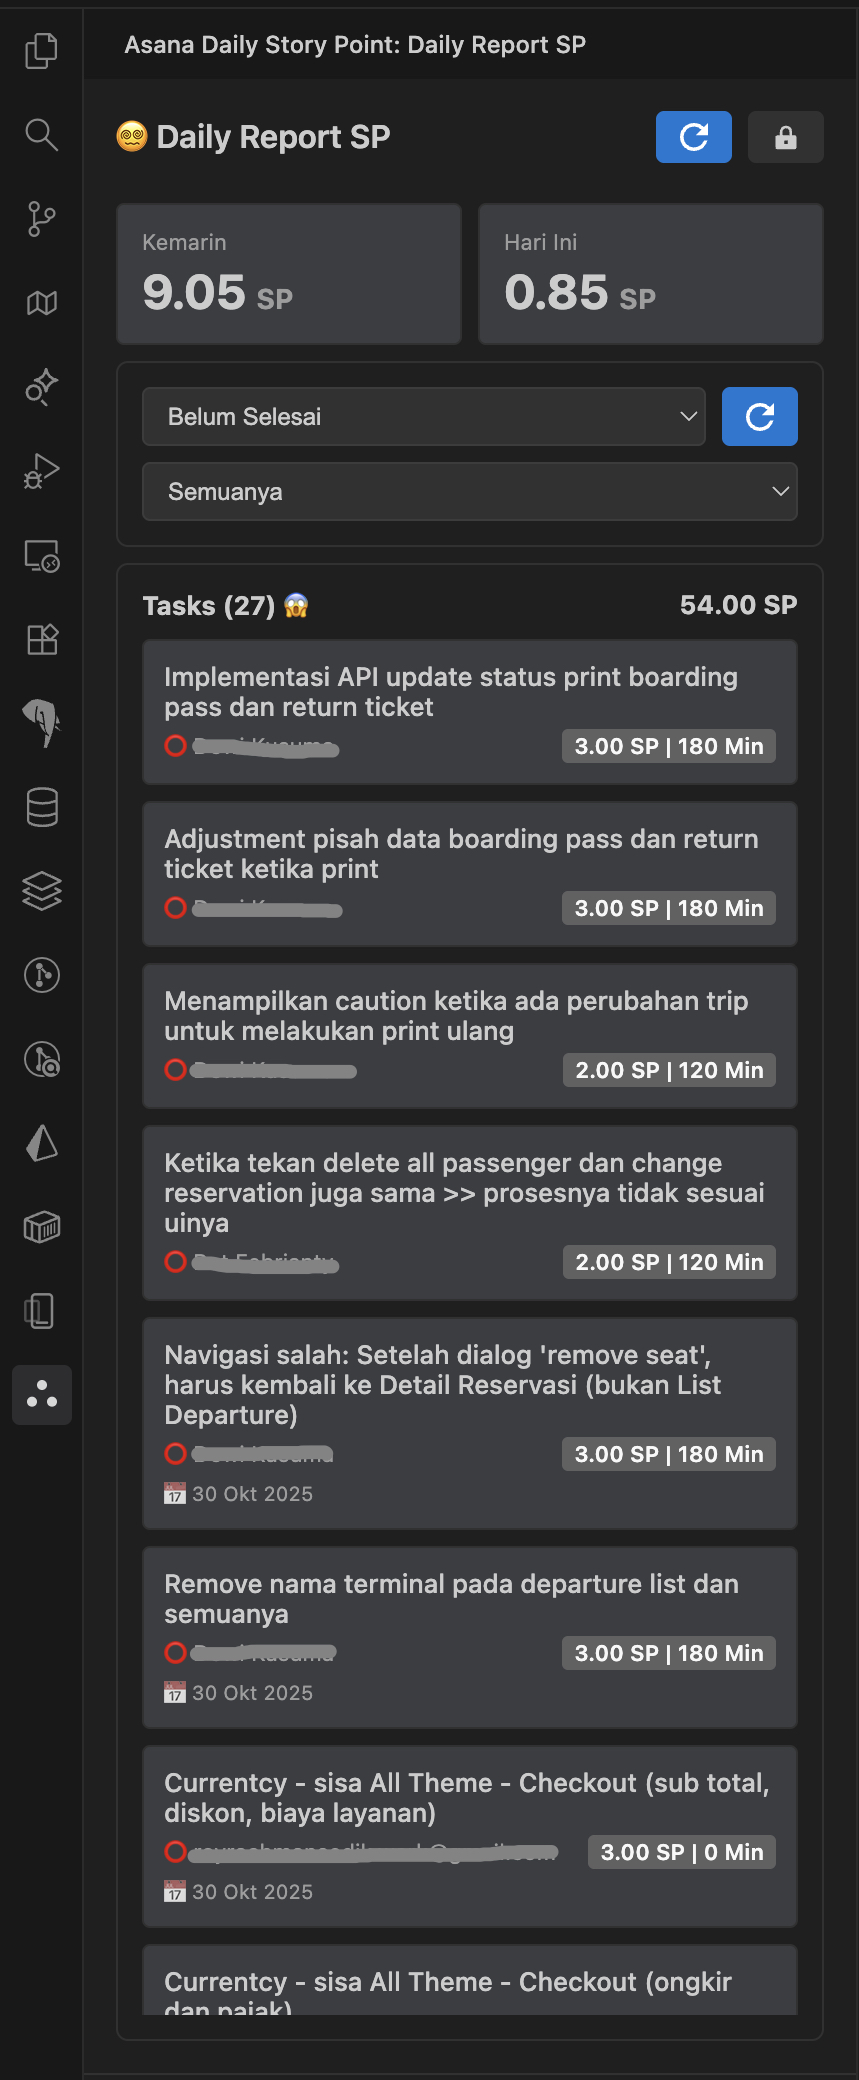 Asana Daily Story Point: Daily Report SP
Daily Report SP
Kemarin
9.05 SP
Hari Ini
0.85 SP
Belum Selesai
Semuanya
Tasks (27)
54.00 SP
Implementasi API update status print boarding
pass dan return ticket
3.00 SP | 180 Min
Adjustment pisah data boarding pass dan return
ticket ketika print
3.00 SP | 180 Min
Menampilkan caution ketika ada perubahan trip
untuk melakukan print ulang
2.00 SP | 120 Min
Ketika tekan delete all passenger dan change
reservation juga sama >> prosesnya tidak sesuai
uinya
2.00 SP | 120 Min
Navigasi salah: Setelah dialog 'remove seat',
harus kembali ke Detail Reservasi (bukan List
Departure)
3.00 SP | 180 Min
17 30 Okt 2025
Remove nama terminal pada departure list dan
semuanya
3.00 SP | 180 Min
17 30 Okt 2025
Currentcy - sisa All Theme - Checkout (sub total,
diskon, biaya layanan)
3.00 SP | 0 Min
17 30 Okt 2025
Currentcy - sisa All Theme - Checkout (ongkir
dan pajak)